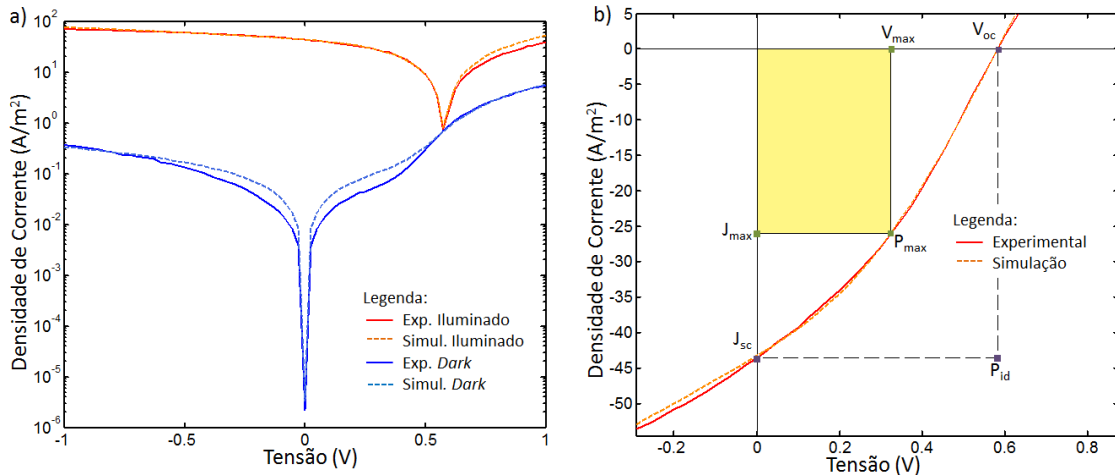 a)
Densidade de Corrente (A/m²)
10²
10¹
10⁰
10⁻¹
10⁻²
10⁻³
10⁻⁴
10⁻⁵
10⁻⁶
-1
-0.5
0
0.5
1
Tensão (V)
Legenda:
Exp. Iluminado
Simul. Iluminado
Exp. Dark
Simul. Dark
b)
Densidade de Corrente (A/m²)
5
0
-5
-10
-15
-20
-25
-30
-35
-40
-45
-50
-0.2
0
0.2
0.4
0.6
0.8
Tensão (V)
Vmax
Voc
Jmax
Pmax
Jsc
Pid
Legenda:
Experimental
Simulação